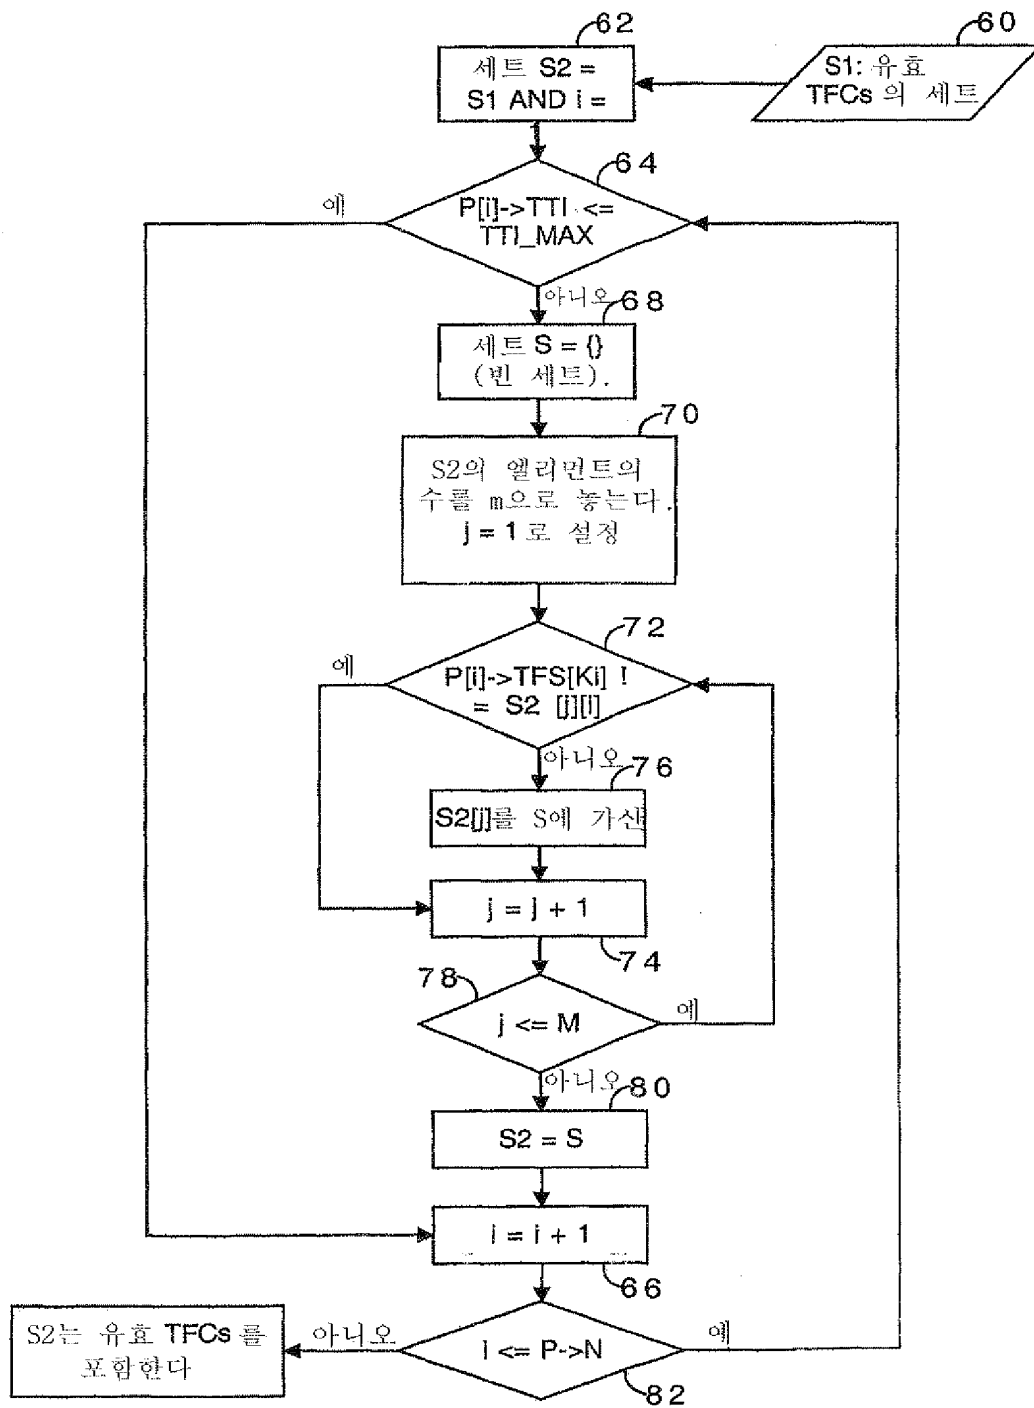 62
세트 S2 =
S1 AND i =
1
60
S1: 유효
TFCs 의 세트
64
P[i]->TTI <=
TTI_MAX
예
아니오
68
세트 S = {}
(빈 세트).
70
S2의 엘리먼트의
수를 m으로 놓는다.
j = 1 로 설정
72
P[i]->TFS[Ki] !
= S2 [j][i]
예
아니오
76
S2[j]를 S에 가산
j = j + 1
74
78
j <= M
예
아니오
80
S2 = S
i = i + 1
66
S2는 유효 TFCs 를
포함한다
아니오
i <= P->N
예
82